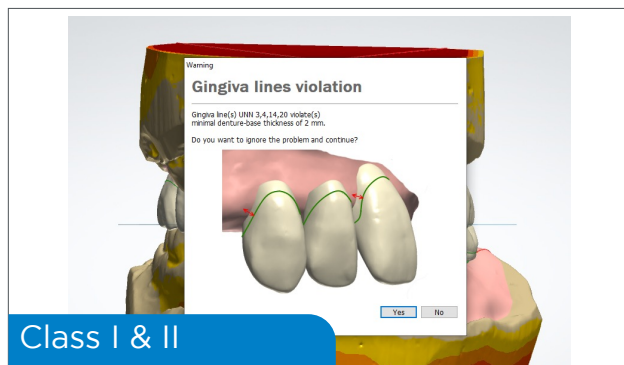 Warning
Gingiva lines violation
Gingiva line(s) UNN 3,4,14,20 violate(s)
minimal denture-base thickness of 2 mm.
Do you want to ignore the problem and continue?
Yes No
Class I & II